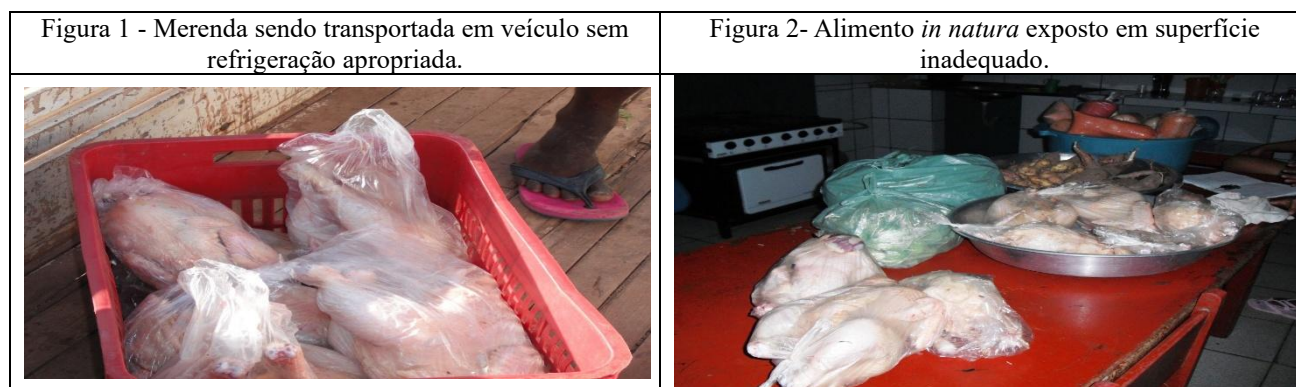 Figura 1 - Merenda sendo transportada em veículo sem
refrigeração apropriada.
Figura 2- Alimento in natura exposto em superfície
inadequado.